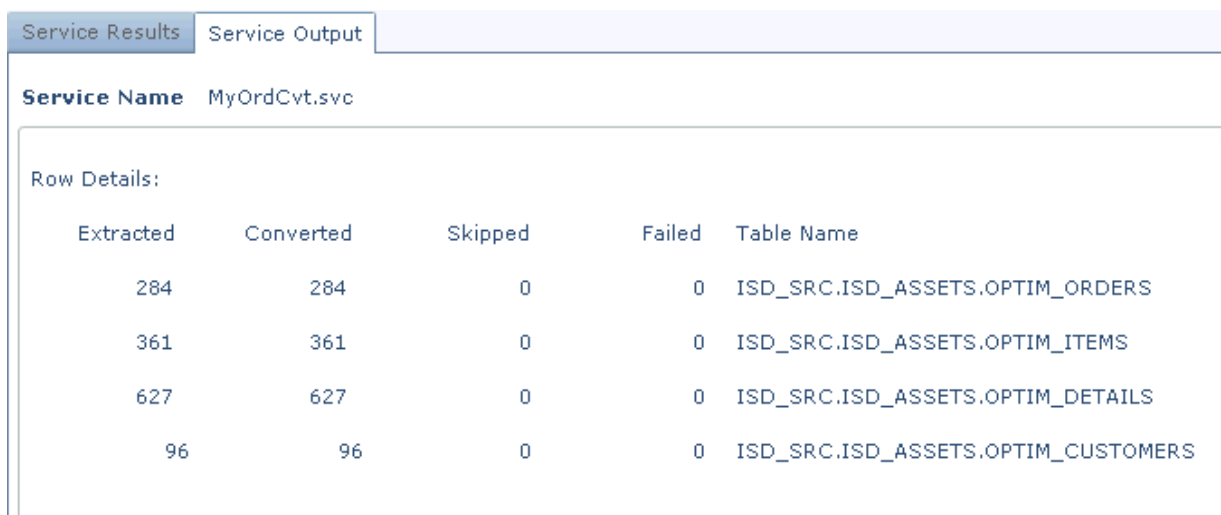 Service Results Service Output
Service Name MyOrdCvt.svc
Row Details:
Extracted Converted Skipped Failed Table Name
284 284 0 0 ISD_SRC.ISD_ASSETS.OPTIM_ORDERS
361 361 0 0 ISD_SRC.ISD_ASSETS.OPTIM_ITEMS
627 627 0 0 ISD_SRC.ISD_ASSETS.OPTIM_DETAILS
96 96 0 0 ISD_SRC.ISD_ASSETS.OPTIM_CUSTOMERS